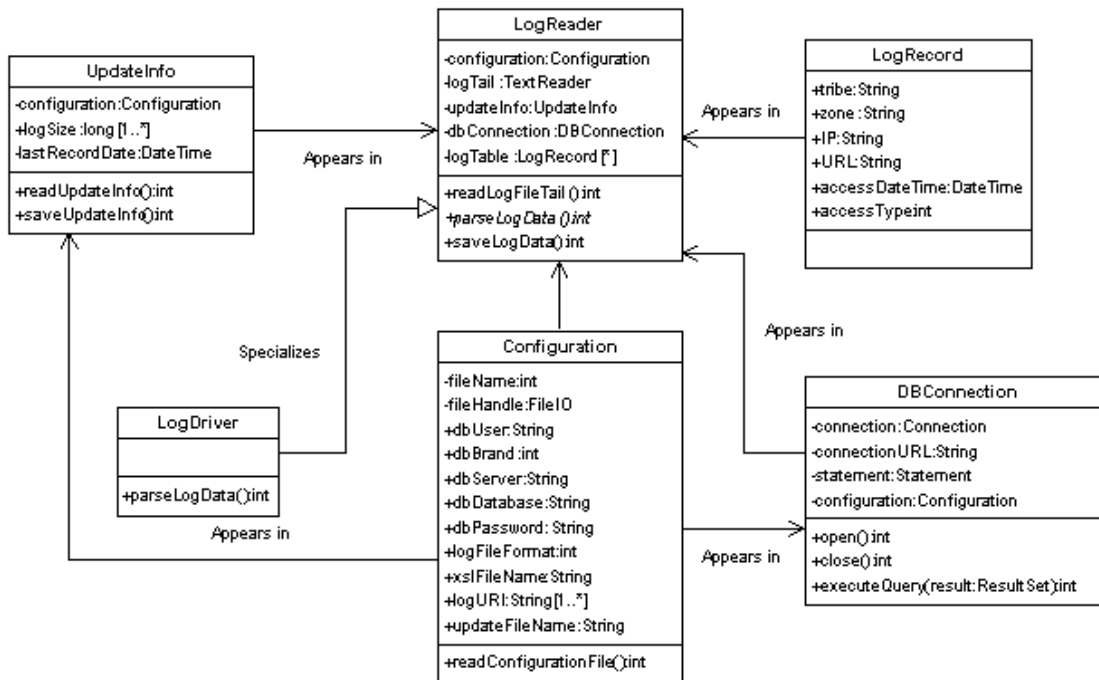 LogReader
-configuration:Configuration
-logTail :TextReader
-updateInfo:UpdateInfo
-dbConnection :DBConnection
-logTable :LogRecord [*]
+readLogFileTail ():int
+parseLogData ():int
+saveLogData():int
UpdateInfo
-configuration:Configuration
+logSize :long [1..*]
-lastRecordDate:DateTime
+readUpdateInfo():int
+saveUpdateInfo():int
Appears in
LogRecord
+tribe:String
+zone :String
+IP:String
+URL:String
+accessDateTime:DateTime
+accessType:int
Appears in
Specializes
Appears in
LogDriver
+parseLogData():int
Appears in
Configuration
-fileName:int
-fileHandle:FileIO
+dbUser:String
+dbBrand :int
+dbServer:String
+dbDatabase:String
+dbPassword: String
+logFileFormat:int
+xslFileName:String
+logURI:String[1..*]
+updateFileName:String
+readConfigurationFile():int
Appears in
DBConnection
-connection:Connection
-connectionURL:String
-statement:Statement
-configuration:Configuration
+open():int
+close():int
+executeQuery(result:ResultSet):int